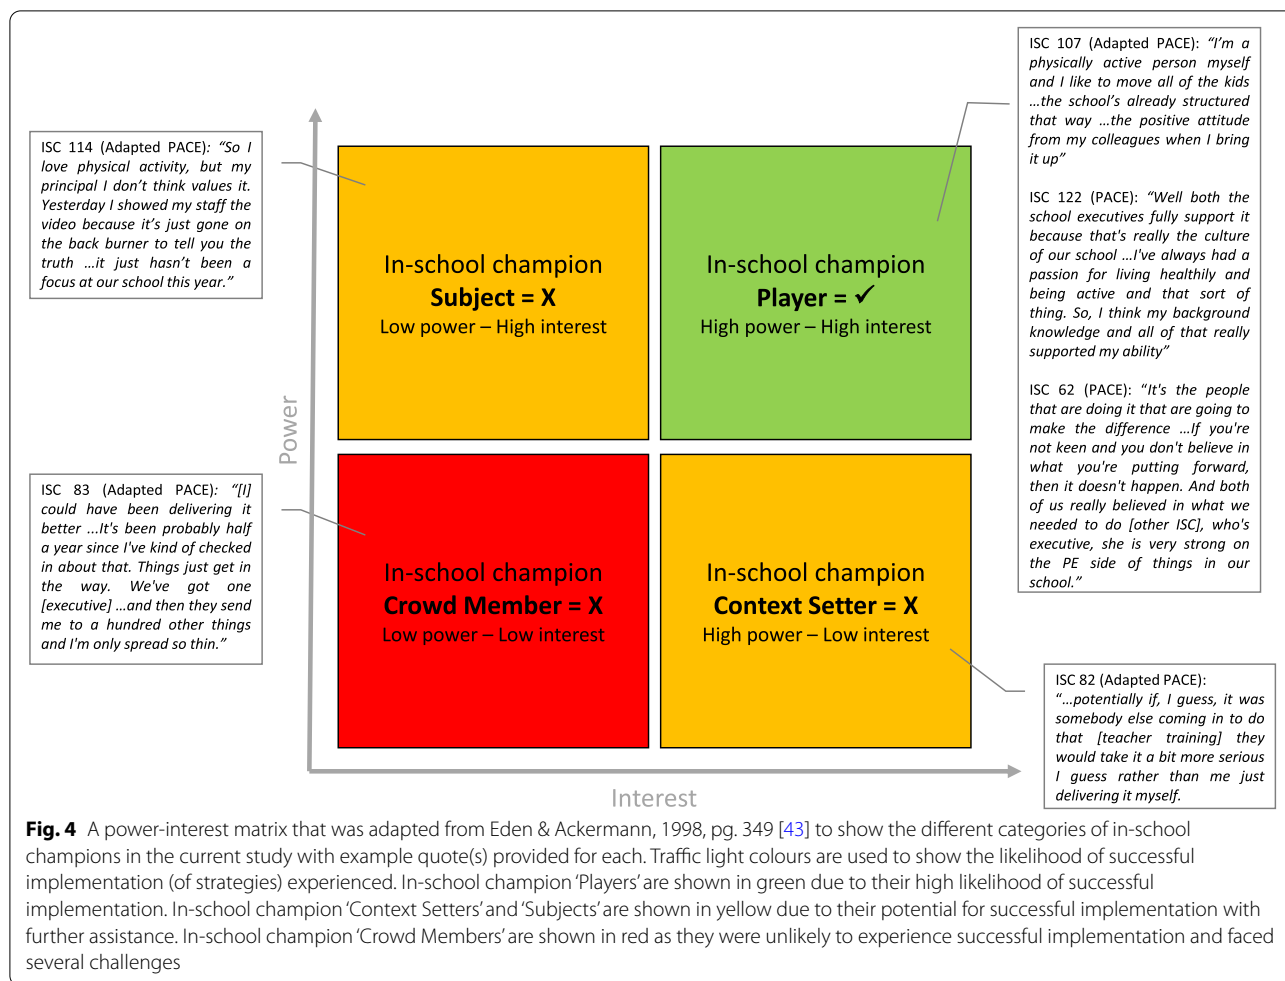 ISC 114 (Adapted PACE): “So I
love physical activity, but my
principal I don’t think values it.
Yesterday I showed my staff the
video because it’s just gone on
the back burner to tell you the
truth …it just hasn’t been a
focus at our school this year.”
ISC 83 (Adapted PACE): “[I]
could have been delivering it
better ...It's been probably half
a year since I've kind of checked
in about that. Things just get in
the way. We've got one
[executive] …and then they send
me to a hundred other things
and I'm only spread so thin.”
Power
In-school champion
Subject = X
Low power – High interest
In-school champion
Player = ✓
High power – High interest
In-school champion
Crowd Member = X
Low power – Low interest
In-school champion
Context Setter = X
High power – Low interest
Interest
ISC 107 (Adapted PACE): “I’m a
physically active person myself
and I like to move all of the kids
…the school’s already structured
that way …the positive attitude
from my colleagues when I bring
it up”
ISC 122 (PACE): “Well both the
school executives fully support it
because that's really the culture
of our school …I've always had a
passion for living healthily and
being active and that sort of
thing. So, I think my background
knowledge and all of that really
supported my ability”
ISC 62 (PACE): “It's the people
that are doing it that are going to
make the difference …If you're
not keen and you don't believe in
what you're putting forward,
then it doesn't happen. And both
of us really believed in what we
needed to do [other ISC], who's
executive, she is very strong on
the PE side of things in our
school.”
ISC 82 (Adapted PACE):
“…potentially if, I guess, it was
somebody else coming in to do
that [teacher training] they
would take it a bit more serious
I guess rather than me just
delivering it myself.
Fig. 4 A power-interest matrix that was adapted from Eden & Ackermann, 1998, pg. 349 [43] to show the different categories of in-school
champions in the current study with example quote(s) provided for each. Traffic light colours are used to show the likelihood of successful
implementation (of strategies) experienced. In-school champion ‘Players’ are shown in green due to their high likelihood of successful
implementation. In-school champion ‘Context Setters’ and ‘Subjects’ are shown in yellow due to their potential for successful implementation with
further assistance. In-school champion ‘Crowd Members’ are shown in red as they were unlikely to experience successful implementation and faced
several challenges